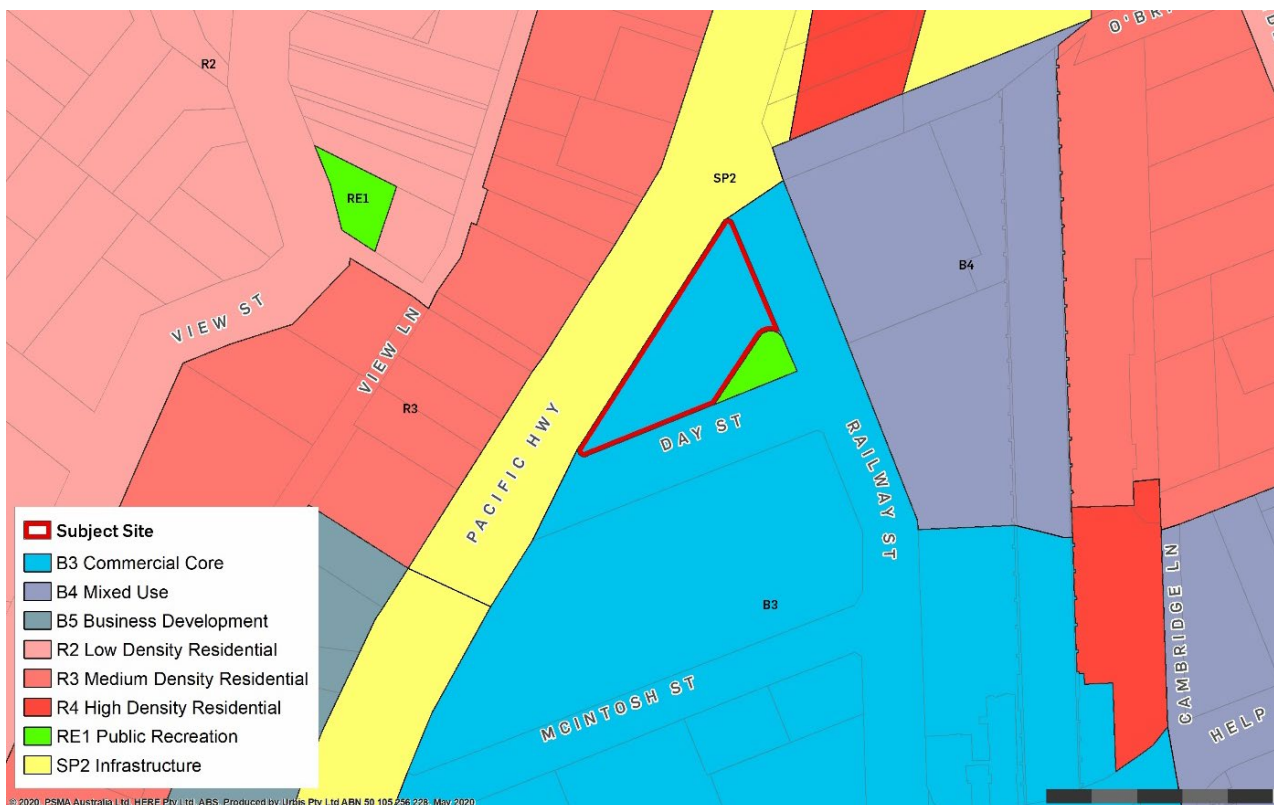 O'BRI
R2
SP2
RE1
B4
VIEW ST
VIEW LN
R3
PACIFIC HWY
DAY ST
RAILWAY ST
B3
MCINTOSH ST
CAMBRIDGE LN
HELP
Subject Site
B3 Commercial Core
B4 Mixed Use
B5 Business Development
R2 Low Density Residential
R3 Medium Density Residential
R4 High Density Residential
RE1 Public Recreation
SP2 Infrastructure
© 2020. PSMA Australia Ltd, HERE Pty Ltd, ABS. Produced by Urbis Pty Ltd ABN 50 105 256 228, May 2020